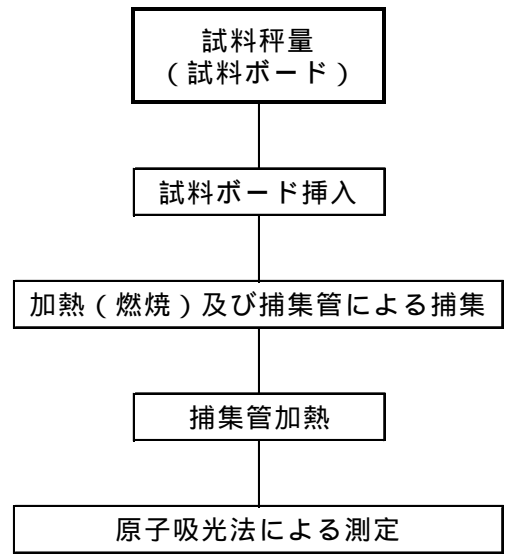 試料秤量
（試料ボード）
試料ボード挿入
加熱（燃焼）及び捕集管による捕集
捕集管加熱
原子吸光法による測定